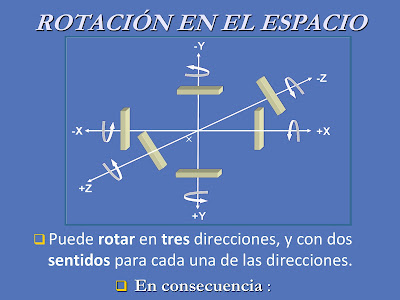 ROTACIÓN EN EL ESPACIO
-Y
-Z
-X
+X
×
+Z
+Y
Puede rotar en tres direcciones, y con dos
sentidos para cada una de las direcciones.
En consecuencia :